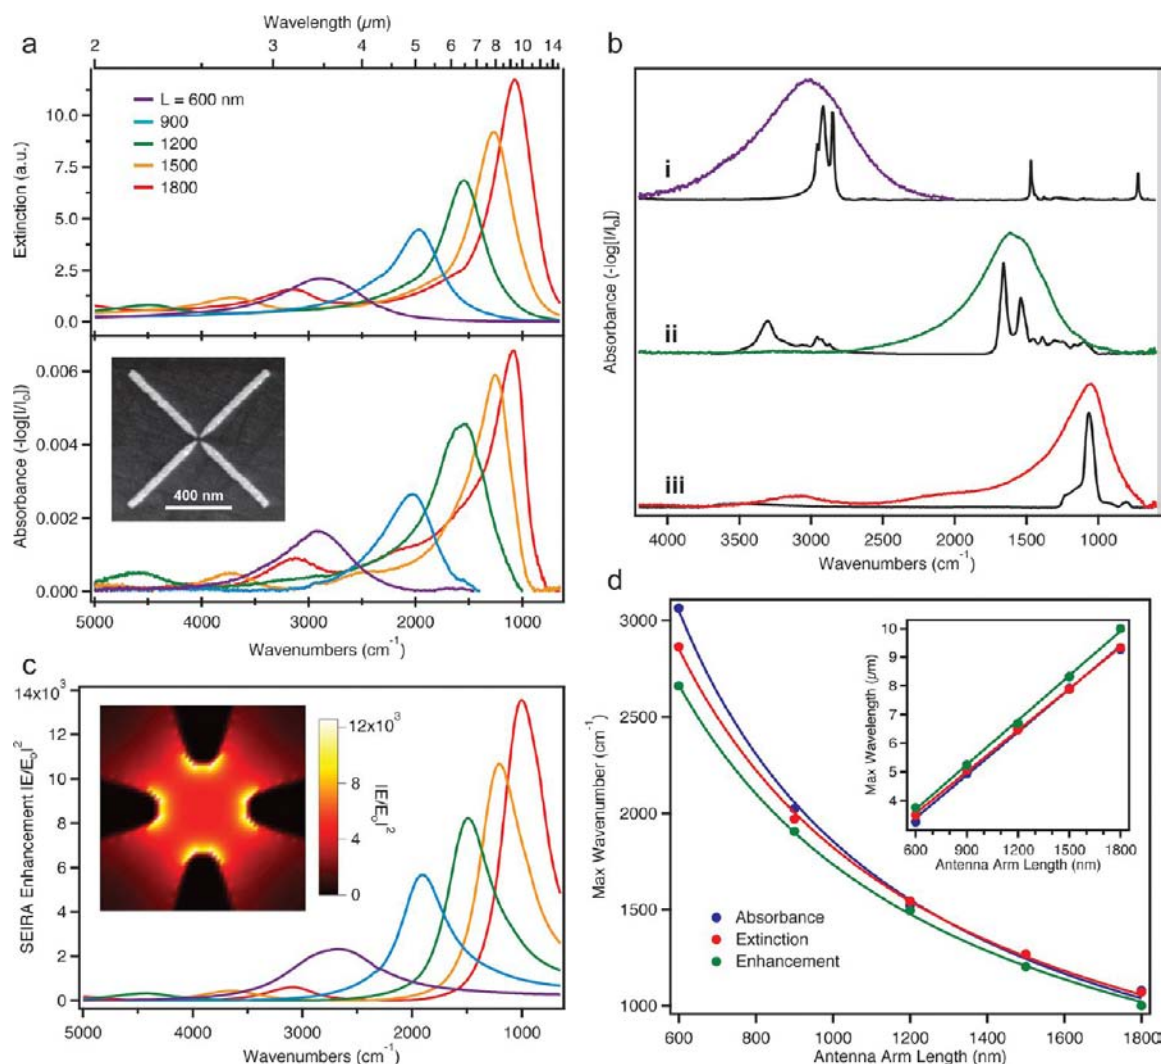 a
Wavelength (μm)
2 3 4 5 6 7 8 10 14
Extinction (a.u.)
10.0
7.5
5.0
2.5
0.0
L = 600 nm
900
1200
1500
1800
Absorbance (-log[I/Io])
0.006
0.004
0.002
0.000
400 nm
5000 4000 3000 2000 1000
Wavenumbers (cm-1)
b
Absorbance (-log[I/Io])
i
ii
iii
4000 3500 3000 2500 2000 1500 1000
Wavenumbers (cm-1)
c
SEIRA Enhancement |E/Eo|2
14x103
12
10
8
6
4
2
0
12x103
8
4
0
|E/Eo|2
5000 4000 3000 2000 1000
Wavenumbers (cm-1)
d
Max Wavenumber (cm-1)
3000
2500
2000
1500
1000
Max Wavelength (μm)
10
9
8
7
6
5
4
600 900 1200 1500 1800
Antenna Arm Length (nm)
Absorbance
Extinction
Enhancement
600 800 1000 1200 1400 1600 1800
Antenna Arm Length (nm)